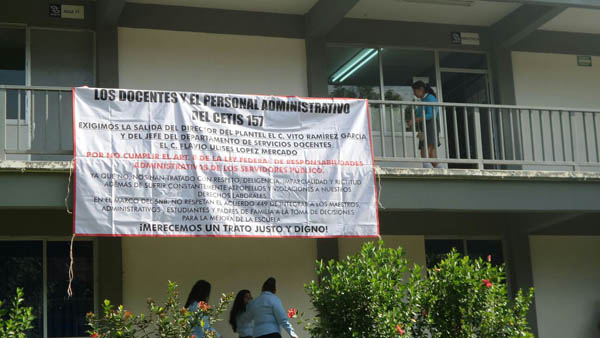 LOS DOCENTES Y EL PERSONAL ADMINISTRATIVO
DEL CETIS 157
EXIGIMOS LA SALIDA DEL DIRECTOR DEL PLANTEL EL C. VITO RAMÍREZ GARCIA
Y DEL JEFE DEL DEPARTAMENTO DE SERVICIOS DOCENTES
EL C. FLAVIO ULISES LOPEZ MERCADO
POR NO CUMPLIR EL ART. 8 DE LA LEY FEDERAL DE RESPONSABILIDADES
ADMINISTRATIVAS DE LOS SERVIDORES PÚBLICO.
YA QUE NO NOS HAN TRATADO CON RESPETO, DILIGENCIA, IMPARCIALIDAD Y RECTITUD
ADEMÁS DE SUFRIR CONSTANTEMENTE ATROPELLOS Y VIOLACIONES A NUESTROS
DERECHOS LABORALES.
EN EL MARCO DEL SNB. NO RESPETAN EL ACUERDO 449 DE INTEGRAR A LOS MAESTROS,
ADMINISTRATIVOS ESTUDIANTES Y PADRES DE FAMILIA A LA TOMA DE DECISIONES
PARA LA MEJORA DE LA ESCUELA
¡MERECEMOS UN TRATO JUSTO Y DIGNO!